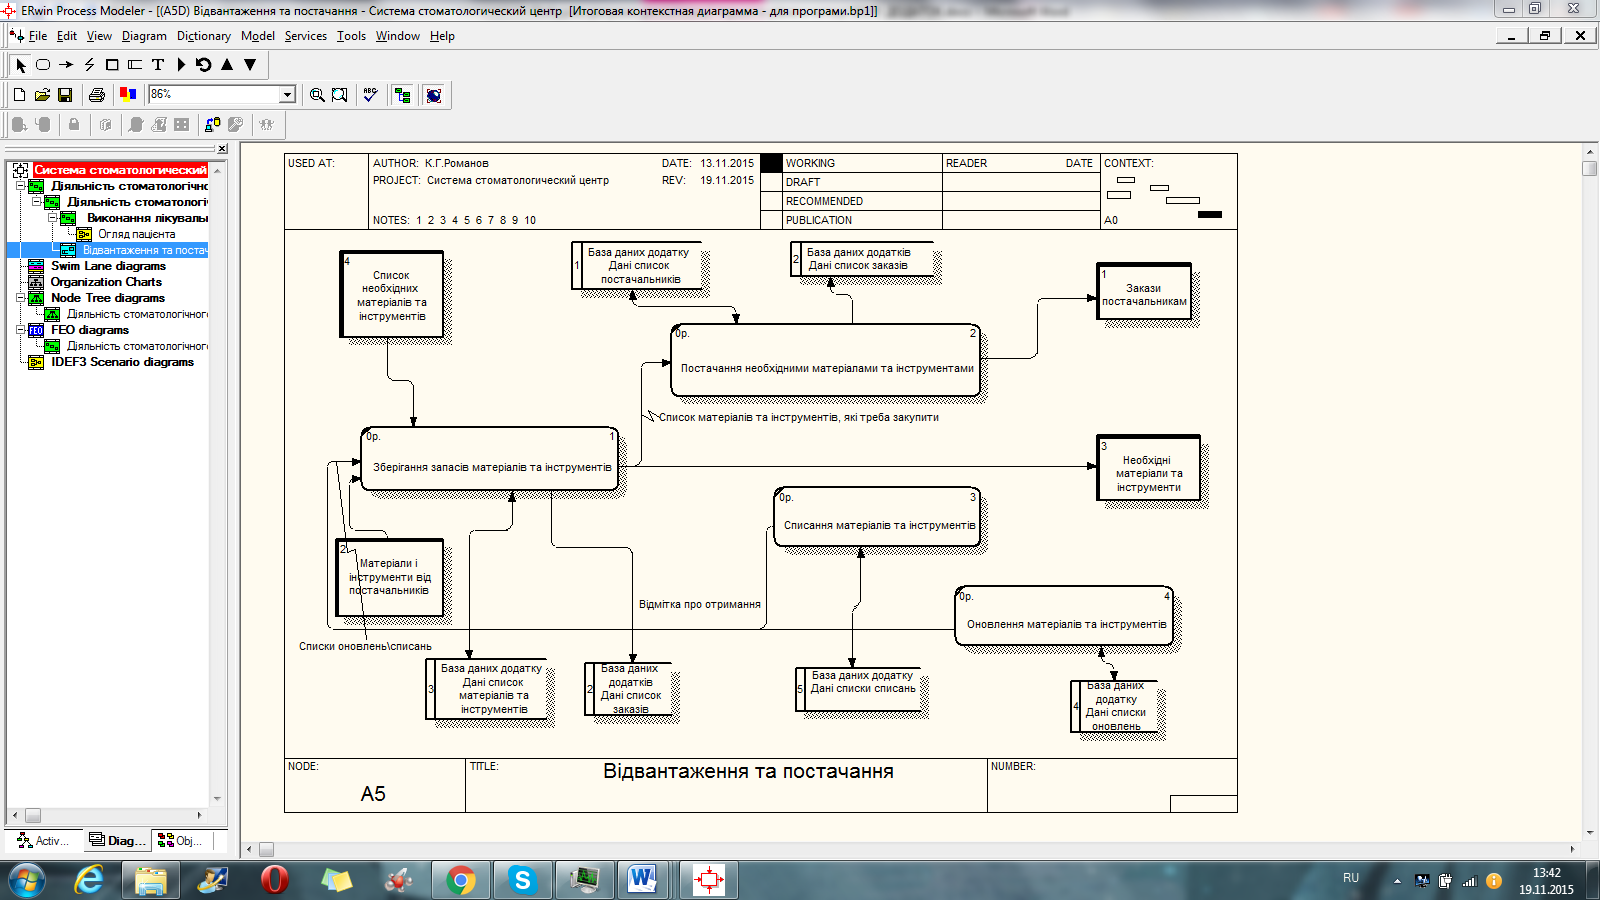 ERwin Process Modeler - [(A5D) Відвантаження та постачання - Система стоматологический центр  [Итоговая контекстная диаграмма - для програми.bp1]]
File Edit View Diagram Dictionary Model Services Tools Window Help
86%
Система стоматологический
Діяльність стоматологічнс
Діяльність стоматологі
Виконання лікуваль
Огляд пацієнта
Відвантаження та постач
Swim Lane diagrams
Organization Charts
Node Tree diagrams
Діяльність стоматологічного
FEO diagrams
Діяльність стоматологічного
IDEF3 Scenario diagrams
Activ...
Diag...
Obj...
USED AT:
AUTHOR: К.Г.Романов
DATE: 13.11.2015
PROJECT: Система стоматологический центр
REV: 19.11.2015
NOTES: 1 2 3 4 5 6 7 8 9 10
WORKING
DRAFT
RECOMMENDED
PUBLICATION
READER
DATE
CONTEXT:
A0
4
Список
необхідних
матеріалів та
інструментів
1
База даних додатку
Дані список
постачальників
2
База даних додатків
Дані список заказів
1
Закази
постачальникам
0р.
2
Постачання необхідними матеріалами та інструментами
Список матеріалів та інструментів, які треба закупити
0р.
1
Зберігання запасів матеріалів та інструментів
3
Необхідні
матеріали та
інструменти
0р.
3
Списання матеріалів та інструментів
2
Матеріали і
інструменти від
постачальників
Відмітка про отримання
0р.
4
Оновлення матеріалів та інструментів
Списки оновлень\списань
3
База даних додатку
Дані список
матеріалів та
інструментів
2
База даних
додатків
Дані список
заказів
5
База даних додатку
Дані списки списань
4
База даних
додатку
Дані списки
оновлень
NODE:
A5
TITLE:
Відвантаження та постачання
NUMBER:
RU
13:42
19.11.2015